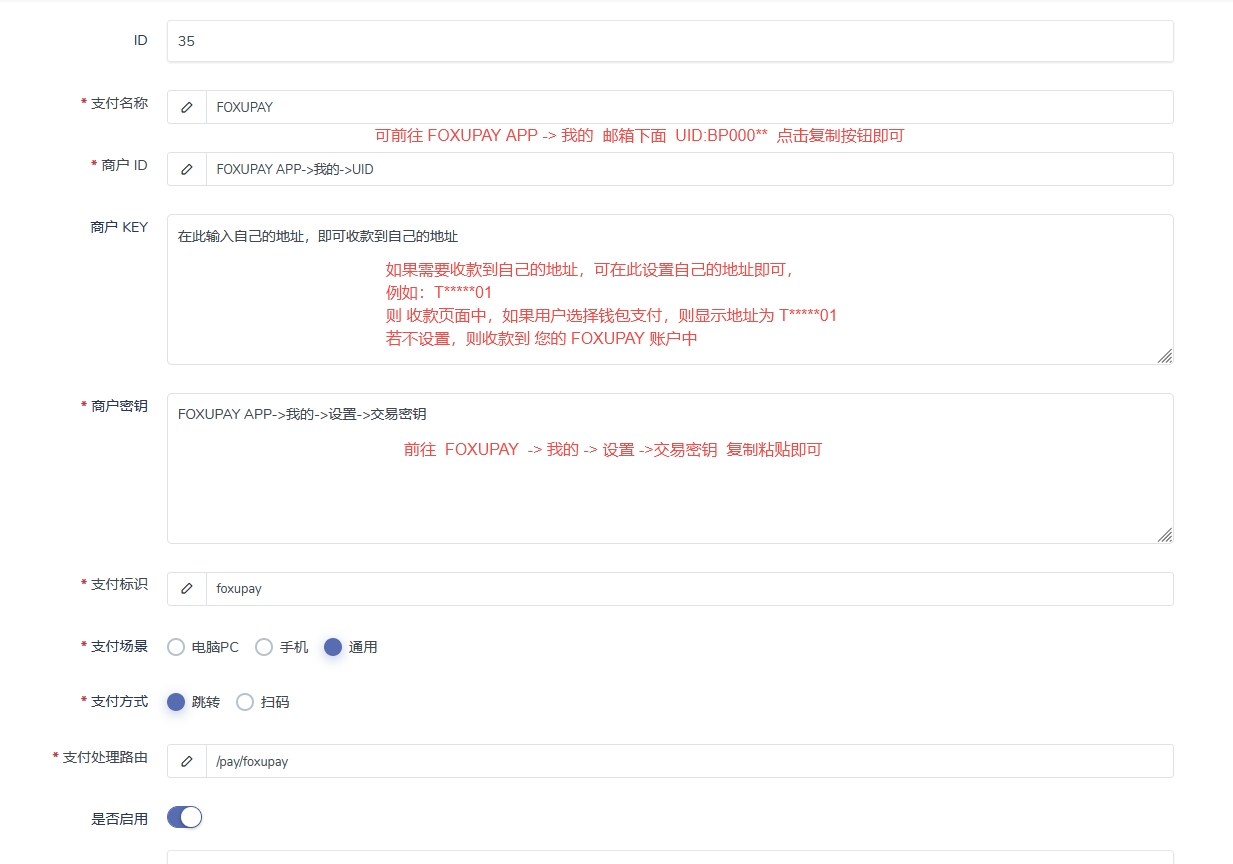 ID
35
* 支付名称
FOXUPAY
可前往 FOXUPAY APP -> 我的 邮箱下面 UID:BP000** 点击复制按钮即可
* 商户 ID
FOXUPAY APP->我的->UID
商户 KEY
在此输入自己的地址，即可收款到自己的地址
如果需要收款到自己的地址，可在此设置自己的地址即可，
例如：T*****01
则 收款页面中，如果用户选择钱包支付，则显示地址为 T*****01
若不设置，则收款到 您的 FOXUPAY 账户中
* 商户密钥
FOXUPAY APP->我的->设置->交易密钥
前往 FOXUPAY -> 我的 -> 设置 ->交易密钥 复制粘贴即可
* 支付标识
foxupay
* 支付场景
电脑PC 手机 通用
* 支付方式
跳转 扫码
* 支付处理路由
/pay/foxupay
是否启用